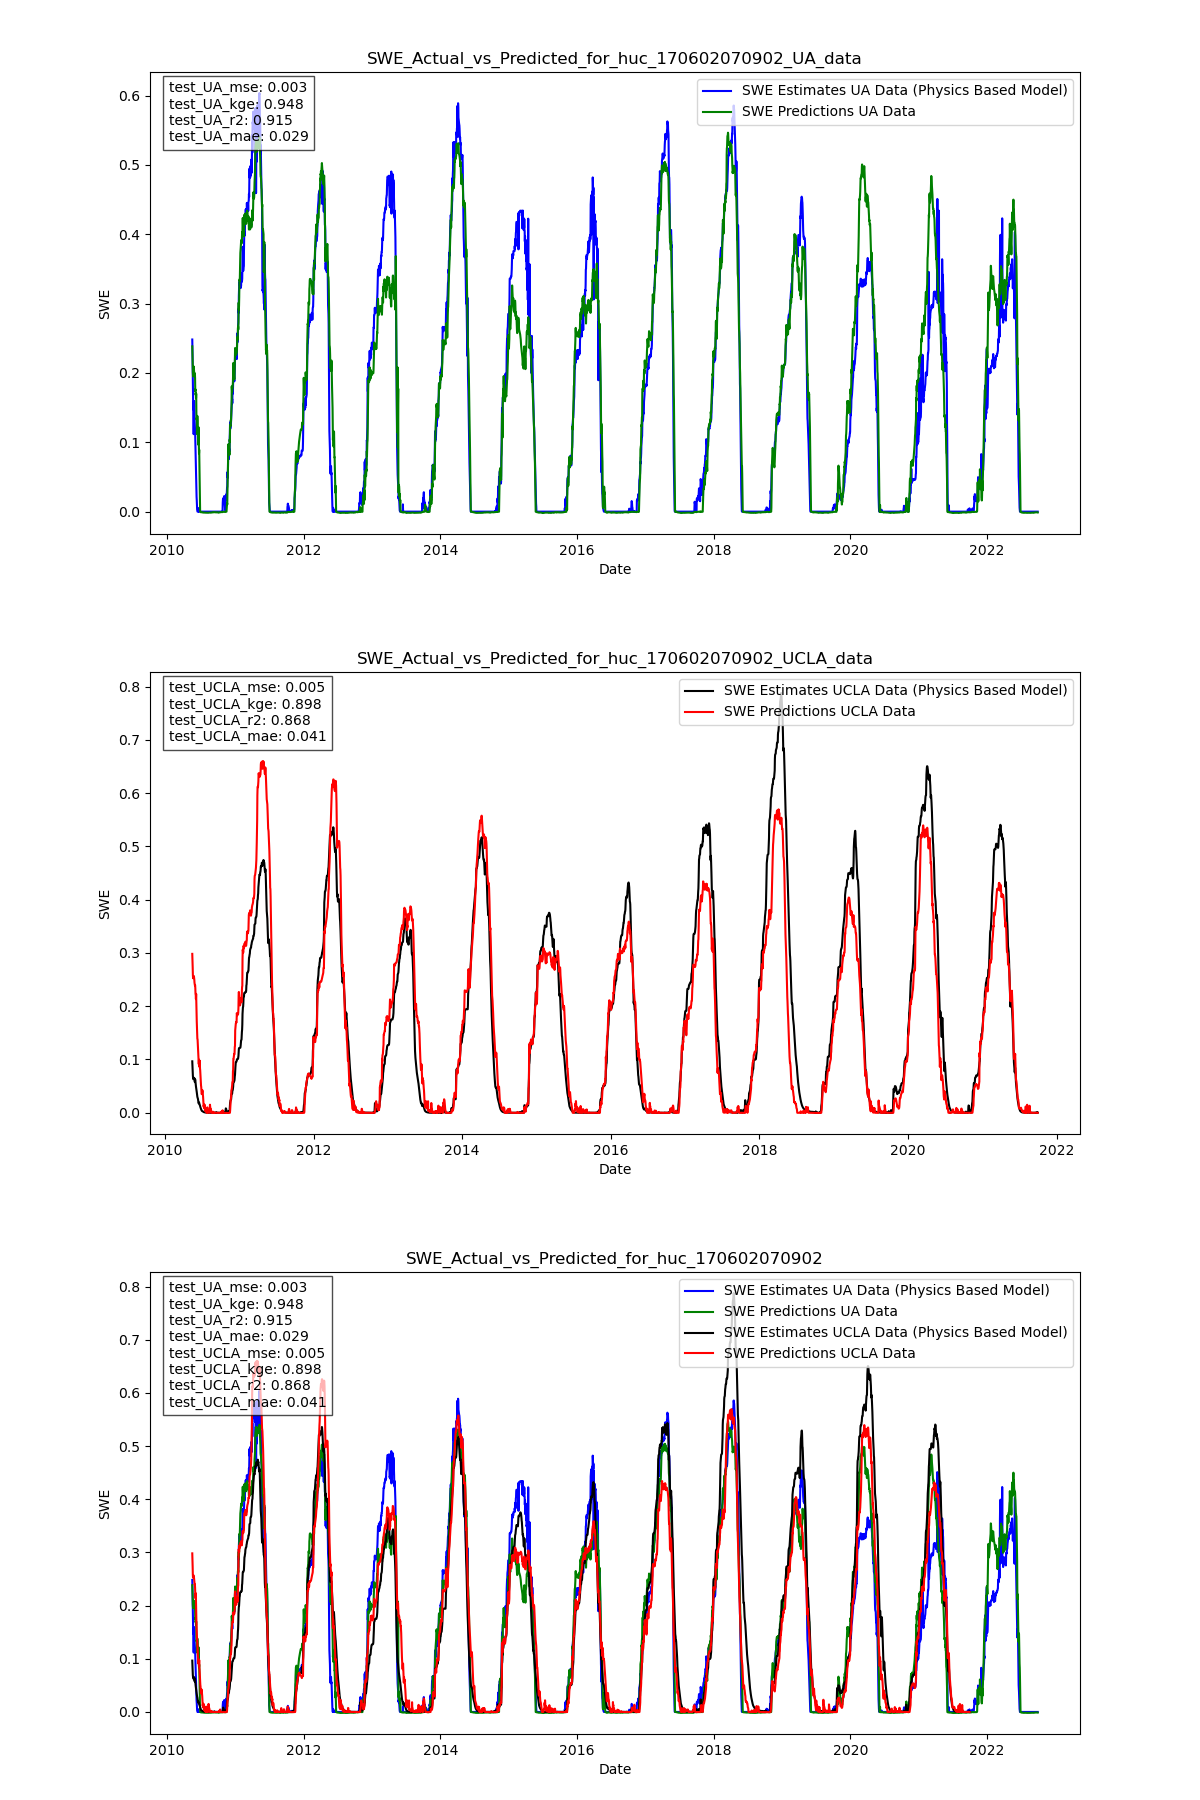 SWE_Actual_vs_Predicted_for_huc_170602070902_UA_data
test_UA_mse: 0.003
test_UA_kge: 0.948
test_UA_r2: 0.915
test_UA_mae: 0.029
SWE Estimates UA Data (Physics Based Model)
SWE Predictions UA Data
0.6
0.5
0.4
0.3
0.2
0.1
0.0
SWE
2010
2012
2014
2016
2018
2020
2022
Date
SWE_Actual_vs_Predicted_for_huc_170602070902_UCLA_data
test_UCLA_mse: 0.005
test_UCLA_kge: 0.898
test_UCLA_r2: 0.868
test_UCLA_mae: 0.041
SWE Estimates UCLA Data (Physics Based Model)
SWE Predictions UCLA Data
0.8
0.7
0.6
0.5
0.4
0.3
0.2
0.1
0.0
SWE
2010
2012
2014
2016
2018
2020
2022
Date
SWE_Actual_vs_Predicted_for_huc_170602070902
test_UA_mse: 0.003
test_UA_kge: 0.948
test_UA_r2: 0.915
test_UA_mae: 0.029
test_UCLA_mse: 0.005
test_UCLA_kge: 0.898
test_UCLA_r2: 0.868
test_UCLA_mae: 0.041
SWE Estimates UA Data (Physics Based Model)
SWE Predictions UA Data
SWE Estimates UCLA Data (Physics Based Model)
SWE Predictions UCLA Data
0.8
0.7
0.6
0.5
0.4
0.3
0.2
0.1
0.0
SWE
2010
2012
2014
2016
2018
2020
2022
Date